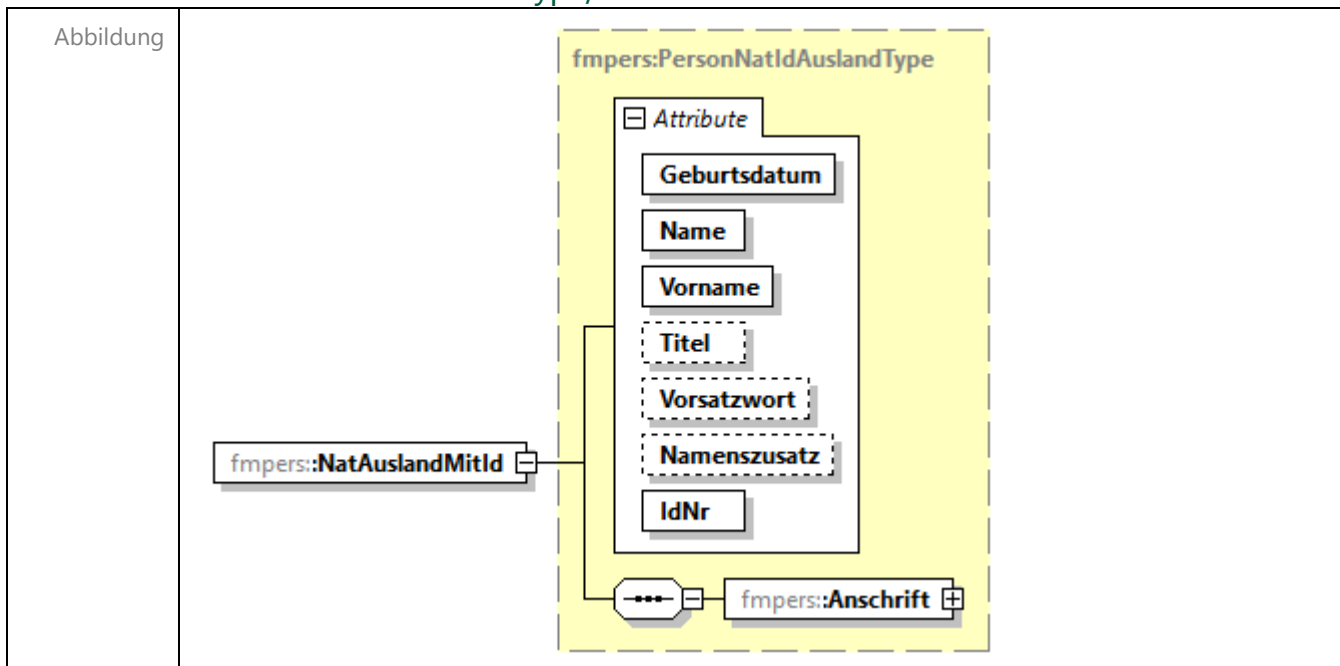 Abbildung
fmpers:PersonNatIdAuslandType
Attribute
Geburtsdatum
Name
Vorname
Titel
Vorsatzwort
Namenszusatz
fmpers::NatAuslandMitId
IdNr
fmpers::Anschrift